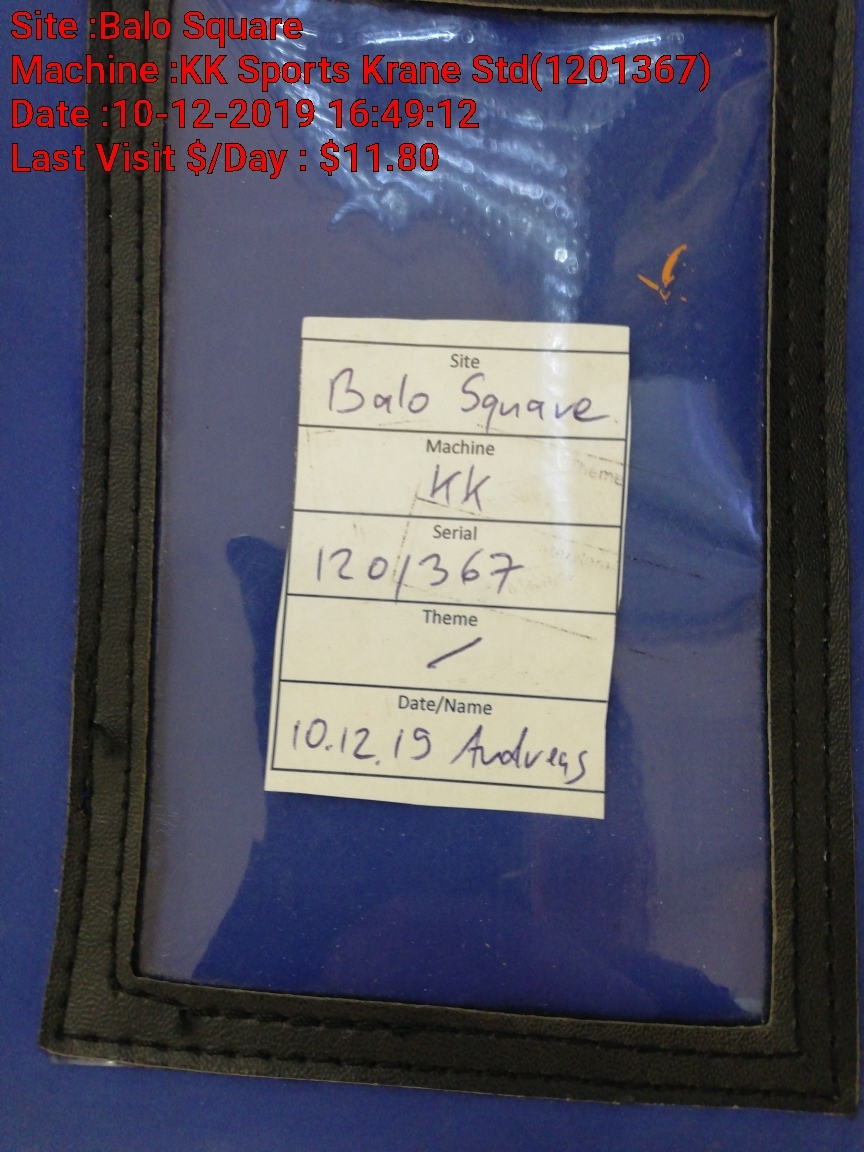 Site :Balo Square
Machine :KK Sports Krane Std(1201367)
Date :10-12-2019 16:49:12
Last Visit $/Day : $11.80
Site
Balo Square
Machine
KK
Theme
Serial
1201367
Theme
/
Date/Name
10.12.19 Andreas